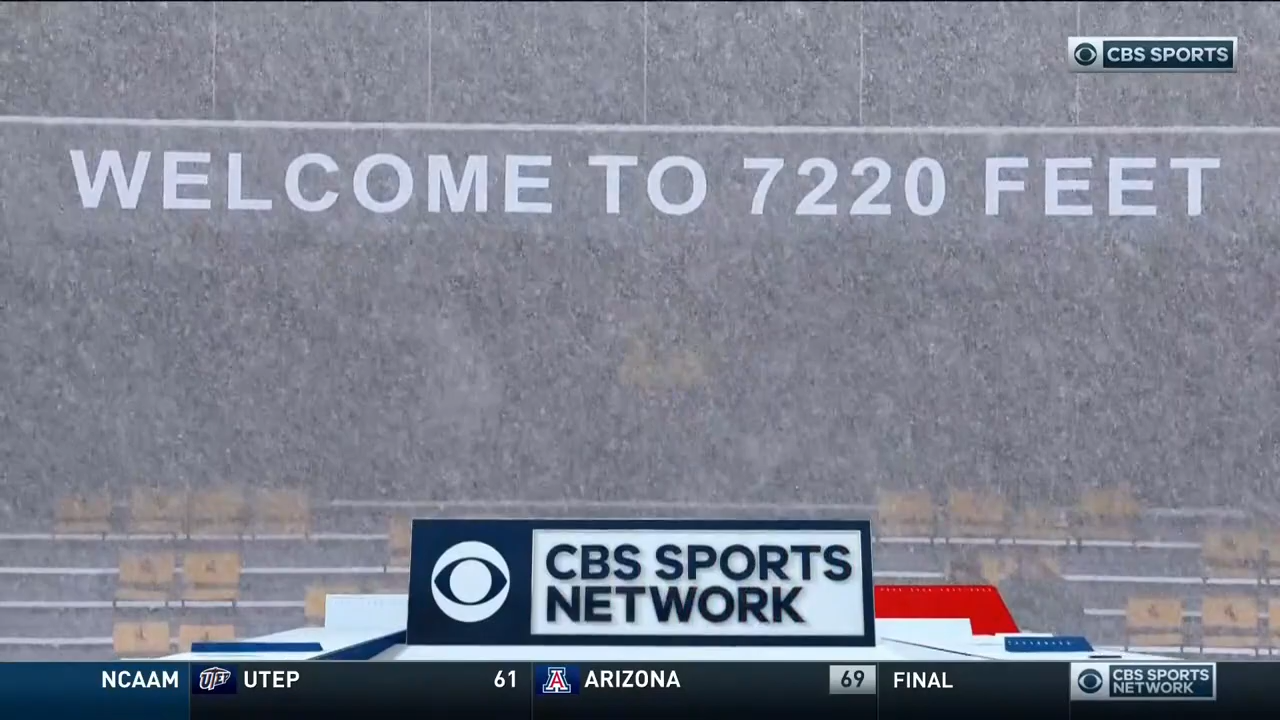 CBS SPORTS
WELCOME TO 7220 FEET
CBS SPORTS
NETWORK
NCAAM UTEP 61 ARIZONA 69 FINAL CBS SPORTS NETWORK